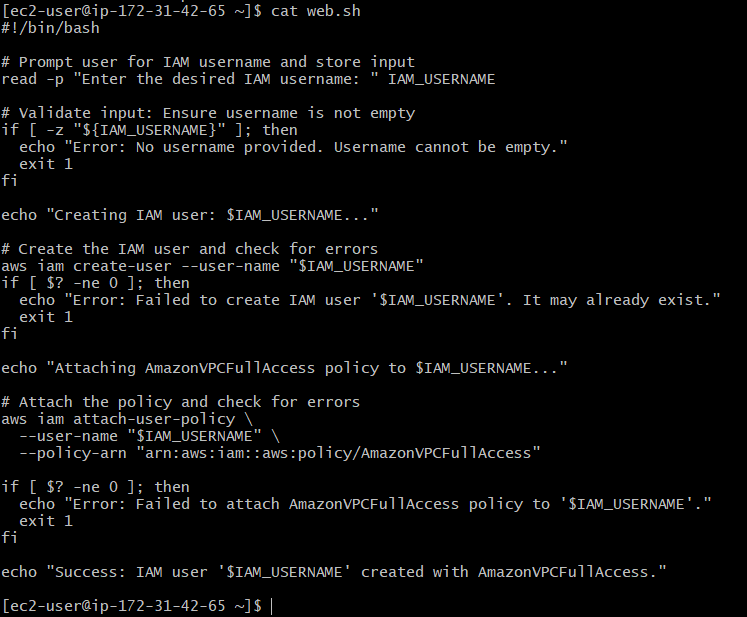 [ec2-user@ip-172-31-42-65 ~]$ cat web.sh
#!/bin/bash

# Prompt user for IAM username and store input
read -p "Enter the desired IAM username: " IAM_USERNAME

# Validate input: Ensure username is not empty
if [ -z "${IAM_USERNAME}" ]; then
  echo "Error: No username provided. Username cannot be empty."
  exit 1
fi

echo "Creating IAM user: $IAM_USERNAME..."

# Create the IAM user and check for errors
aws iam create-user --user-name "$IAM_USERNAME"
if [ $? -ne 0 ]; then
  echo "Error: Failed to create IAM user '$IAM_USERNAME'. It may already exist."
  exit 1
fi

echo "Attaching AmazonVPCFullAccess policy to $IAM_USERNAME..."

# Attach the policy and check for errors
aws iam attach-user-policy \
  --user-name "$IAM_USERNAME" \
  --policy-arn "arn:aws:iam::aws:policy/AmazonVPCFullAccess"

if [ $? -ne 0 ]; then
  echo "Error: Failed to attach AmazonVPCFullAccess policy to '$IAM_USERNAME'."
  exit 1
fi

echo "Success: IAM user '$IAM_USERNAME' created with AmazonVPCFullAccess."

[ec2-user@ip-172-31-42-65 ~]$